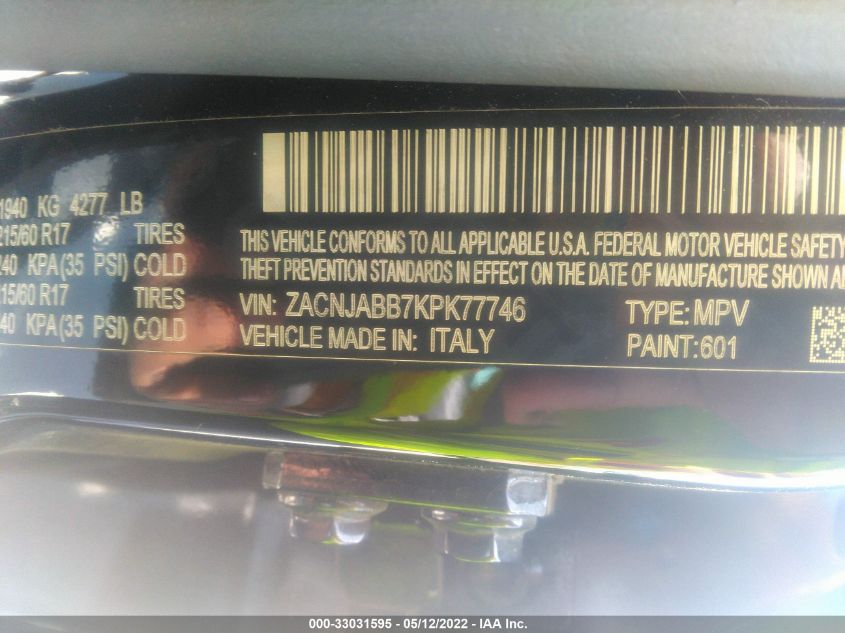 1940 KG 4277 LB
215/60 R17 TIRES
240 KPA(35 PSI) COLD
215/60 R17 TIRES
240 KPA(35 PSI) COLD
THIS VEHICLE CONFORMS TO ALL APPLICABLE U.S.A. FEDERAL MOTOR VEHICLE SAFETY
THEFT PREVENTION STANDARDS IN EFFECT ON THE DATE OF MANUFACTURE SHOWN
VIN: ZACNJABB7KPK77746 TYPE: MPV
VEHICLE MADE IN: ITALY PAINT: 601
000-33031595 - 05/12/2022 - IAA Inc.